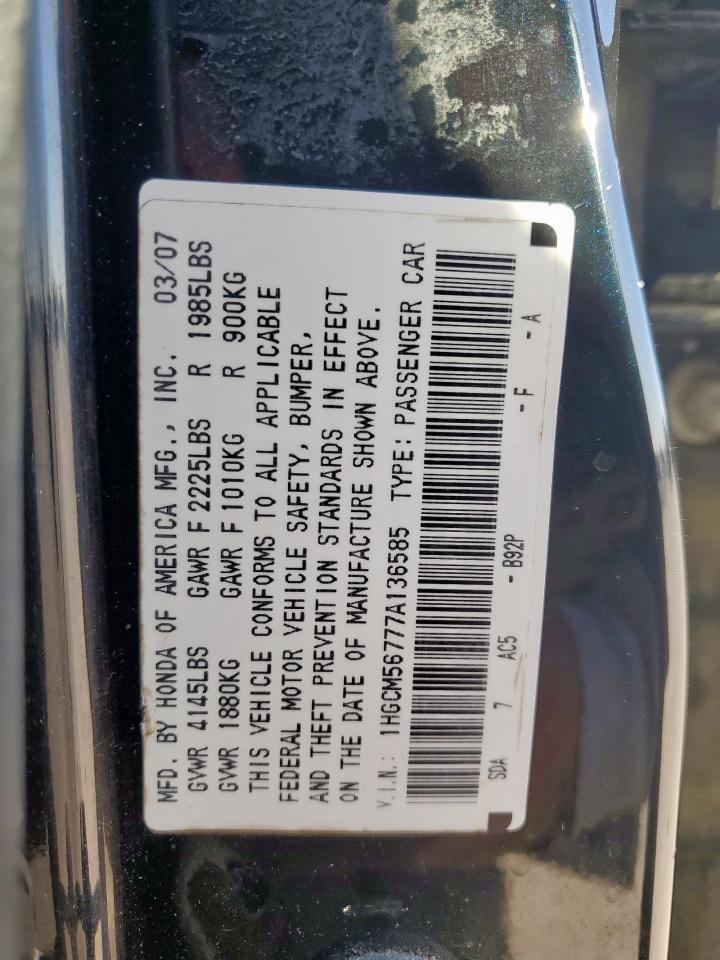 MFD. BY HONDA OF AMERICA MFG., INC. 03/07
GVWR 4145LBS GAWR F 2225LBS R 1985LBS
GVWR 1880KG GAWR F 1010KG R 900KG
THIS VEHICLE CONFORMS TO ALL APPLICABLE
FEDERAL MOTOR VEHICLE SAFETY, BUMPER,
AND THEFT PREVENTION STANDARDS IN EFFECT
ON THE DATE OF MANUFACTURE SHOWN ABOVE.
V.I.N.: 1HGCM56777A136585 TYPE: PASSENGER CAR
SDA 7 AC5 - B92P - F - A